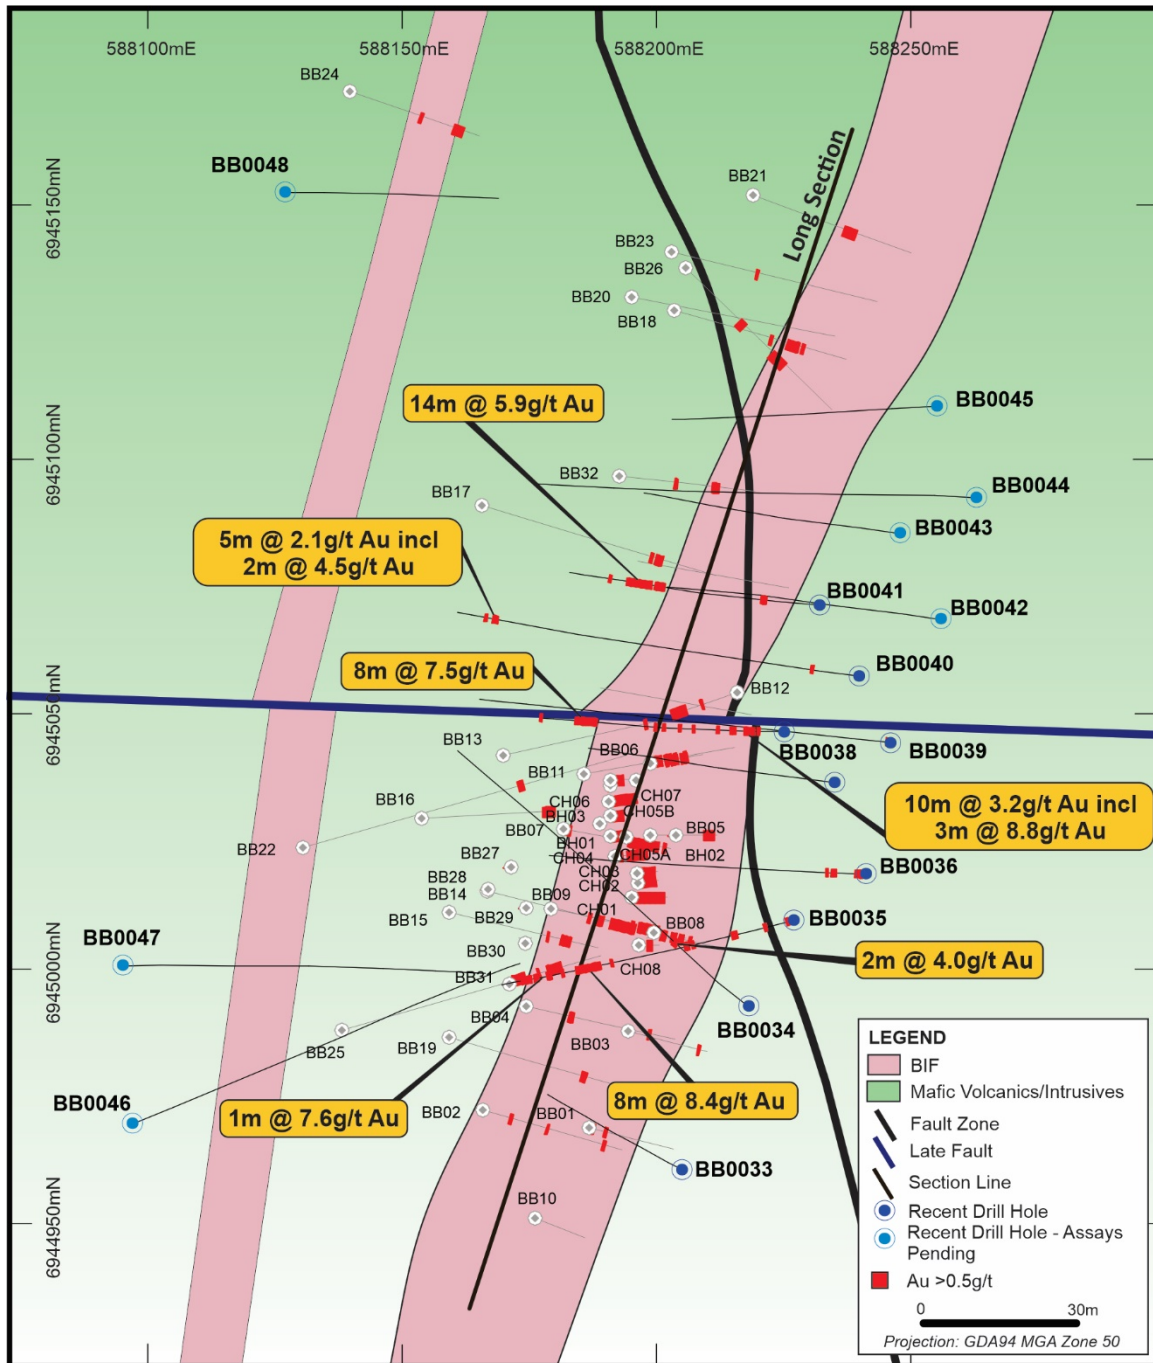 588100mE
588150mE
588200mE
588250mE
BB24
6945150mN
BB0048
BB21
Long Section
BB23
BB26
BB20
BB18
14m @ 5.9g/t Au
BB0045
6945100mN
BB32
BB17
BB0044
BB0043
5m @ 2.1g/t Au incl
2m @ 4.5g/t Au
BB0041
BB0042
8m @ 7.5g/t Au
BB0040
BB12
6945050mN
BB13
BB06
BB0038
BB0039
BB11
CH07
CH06
CH05B
BB16
BH03
BB07
BB05
10m @ 3.2g/t Au incl
3m @ 8.8g/t Au
BB22
BH01
CH04
CH05A
BH02
BB27
CH03
CH02
BB0036
BB28
BB14
BB09
CH01
BB15
BB29
BB08
BB0035
BB0047
BB30
2m @ 4.0g/t Au
6945000mN
BB31
CH08
BB04
BB0034
BB25
BB19
BB03
BB0046
1m @ 7.6g/t Au
8m @ 8.4g/t Au
BB02
BB01
BB0033
BB10
6944950mN
LEGEND
BIF
Mafic Volcanics/Intrusives
Fault Zone
Late Fault
Section Line
Recent Drill Hole
Recent Drill Hole - Assays
Pending
Au >0.5g/t
0 30m
Projection: GDA94 MGA Zone 50